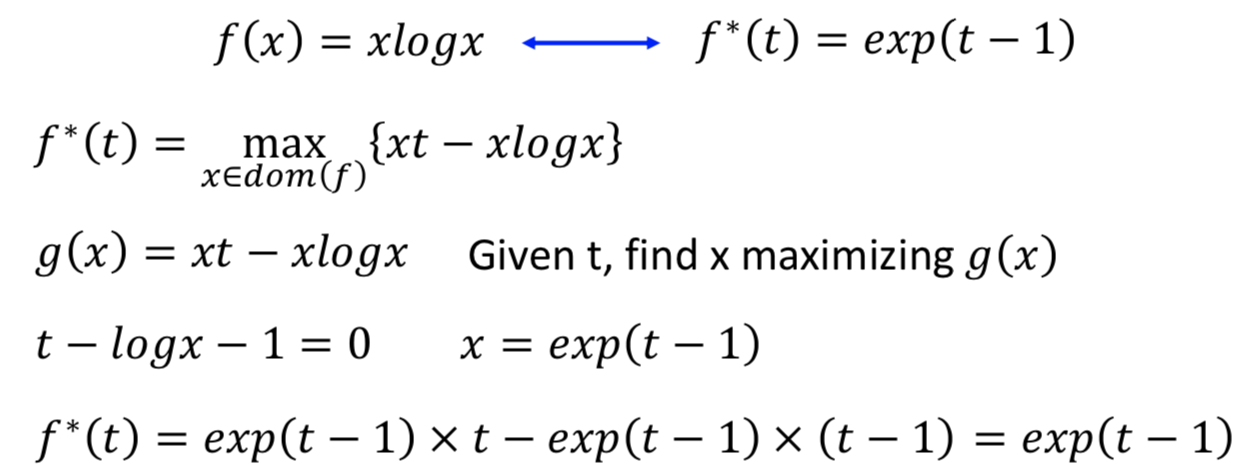 f(x) = xlogx ⟷ f*(t) = exp(t − 1)
f*(t) = max {xt − xlogx}
x∈dom(f)
g(x) = xt − xlogx Given t, find x maximizing g(x)
t − logx − 1 = 0 x = exp(t − 1)
f*(t) = exp(t − 1) × t − exp(t − 1) × (t − 1) = exp(t − 1)